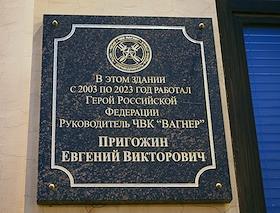 В этом здании
с 2003 по 2023 год работал
Герой Российской
Федерации
Руководитель ЧВК "ВАГНЕР"
Пригожин
Евгений Викторович